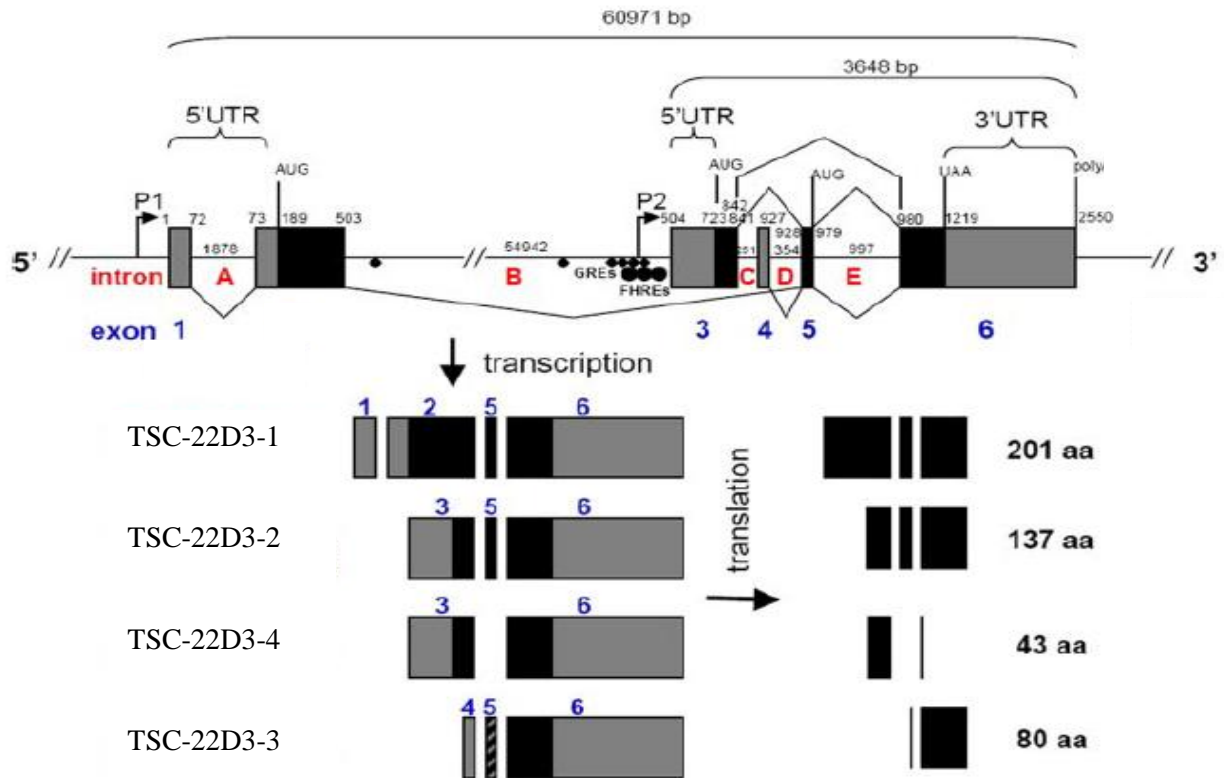 60971 bp
3648 bp
5'UTR 5'UTR 3'UTR
AUG AUG AUG UAA poly
P1 P2
1 72 73 189 503 504 723 841 842 927 928 979 980 1219 2550
1878 54942 354 997
5' // // // 3'
intron A B C D E
GREs
FHREs
exon 1 3 4 5 6
transcription
1 2 5 6
TSC-22D3-1 201 aa
3 5 6
TSC-22D3-2 137 aa
translation
3 6
TSC-22D3-4 43 aa
4 5 6
TSC-22D3-3 80 aa